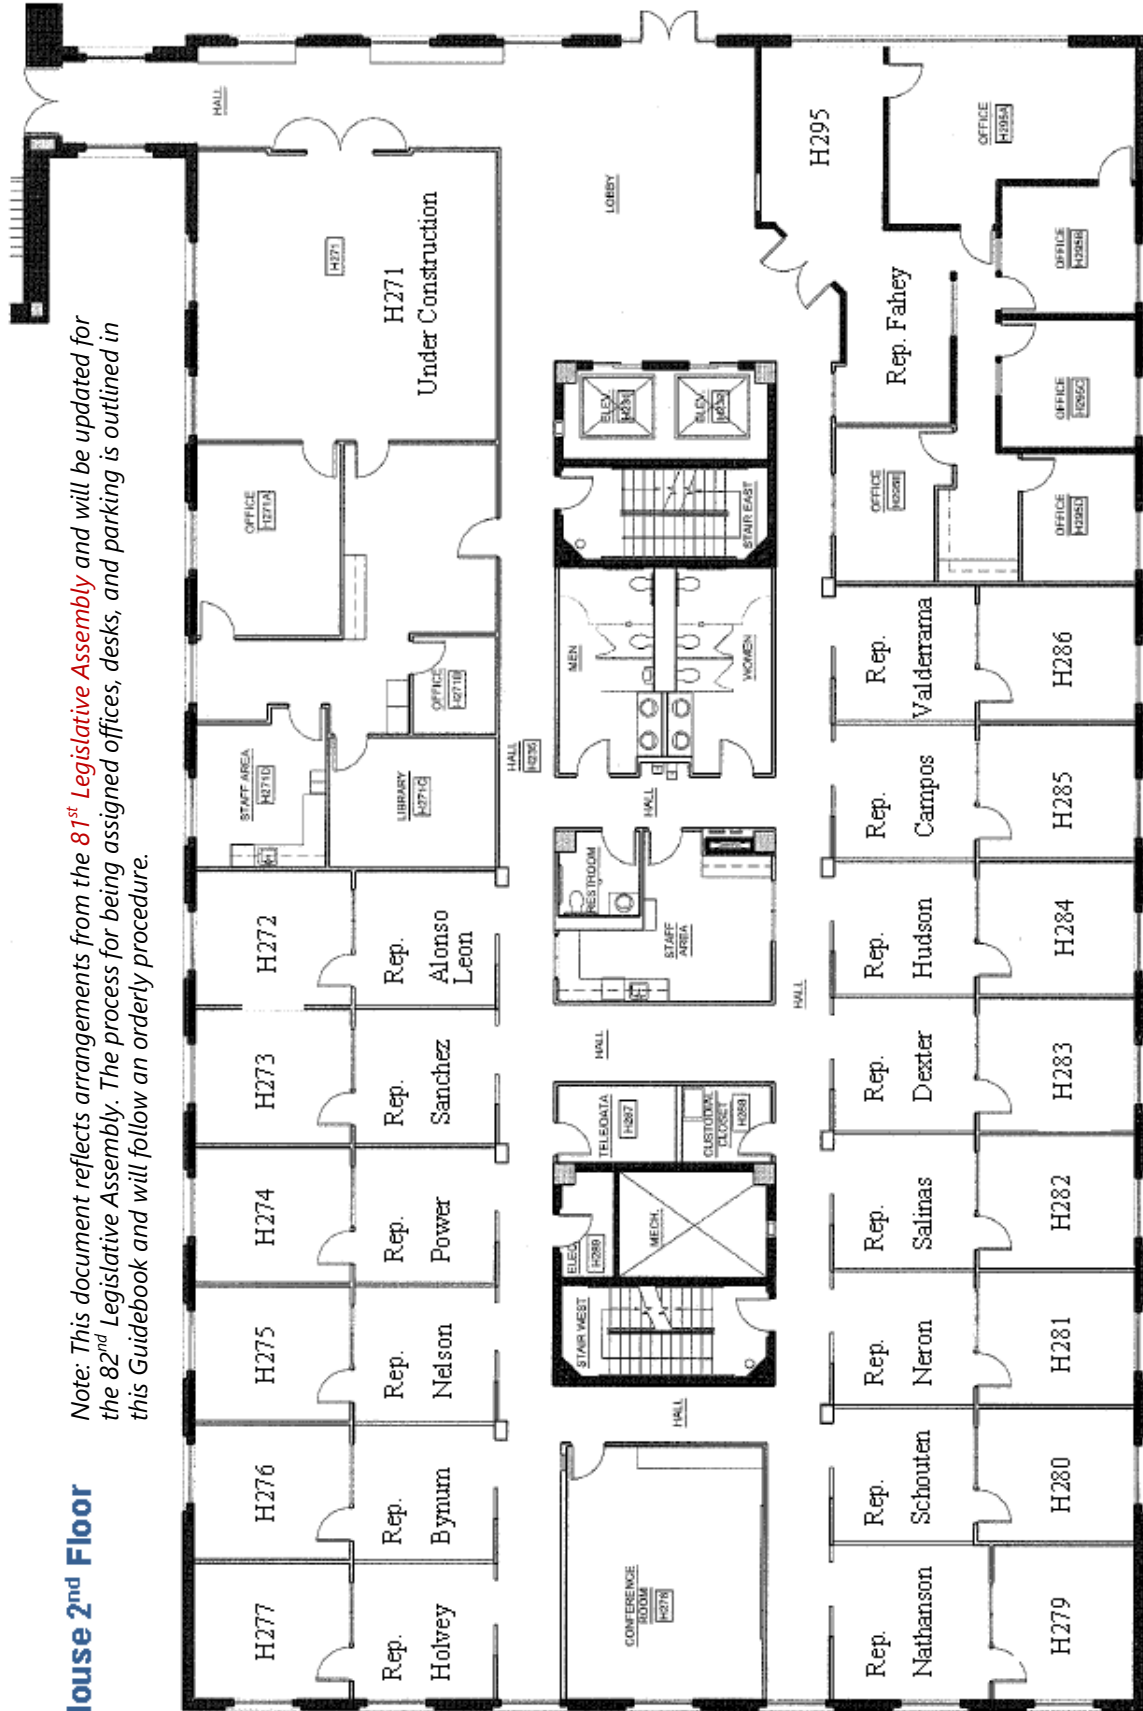 House 2nd Floor
Note: This document reflects arrangements from the 81st Legislative Assembly and will be updated for
the 82nd Legislative Assembly. The process for being assigned offices, desks, and parking is outlined in
this Guidebook and will follow an orderly procedure.
H277
H276
H275
H274
H273
H272
STAFF AREA
H271D
OFFICE
H271A
H271
HALL
Rep.
Holvey
Rep.
Bynum
Rep.
Nelson
Rep.
Power
Rep.
Sanchez
Rep.
Alonso
Leon
LIBRARY
H271C
OFFICE
H271B
H271
Under Construction
HALL
H235
CONFERENCE
ROOM
H278
HALL
STAIR WEST
ELEC.
H289
MECH.
TELE/DATA
H287
CUSTODIAL
CLOSET
H288
HALL
RESTROOM
STAFF
AREA
HALL
MEN
WOMEN
STAIR EAST
ELEV.
ELEV.
LOBBY
HALL
Rep.
Nathanson
Rep.
Schouten
Rep.
Neron
Rep.
Salinas
Rep.
Dexter
Rep.
Hudson
Rep.
Campos
Rep.
Valderrama
OFFICE
H295E
Rep. Fahey
H295
H279
H280
H281
H282
H283
H284
H285
H286
OFFICE
H295D
OFFICE
H295C
OFFICE
H295B
OFFICE
H295A